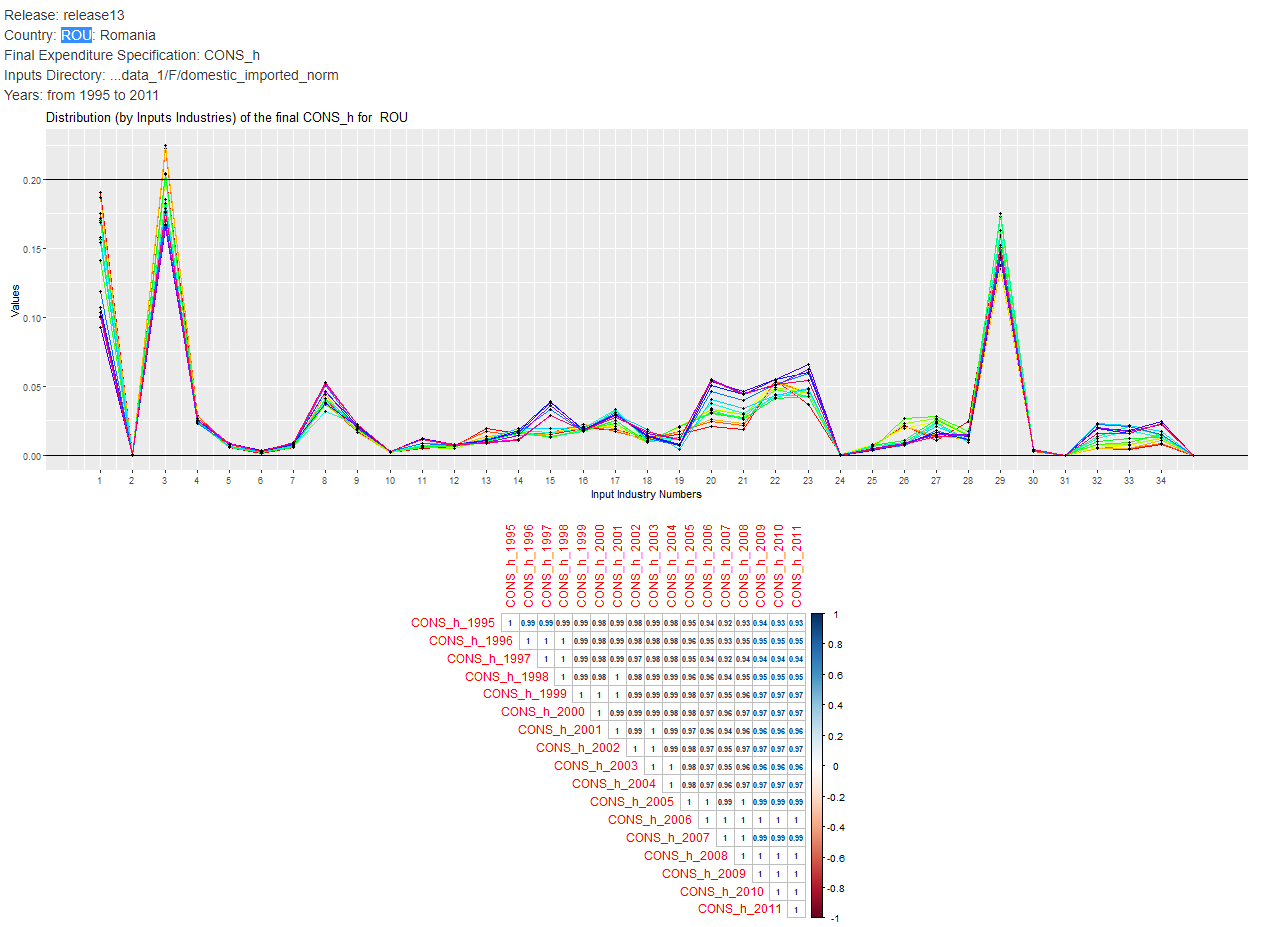 Release: release13
Country: ROU: Romania
Final Expenditure Specification: CONS_h
Inputs Directory: ...data_1/F/domestic_imported_norm
Years: from 1995 to 2011
Distribution (by Inputs Industries) of the final CONS_h for ROU
Values
0.20
0.15
0.10
0.05
0.00
1 2 3 4 5 6 7 8 9 10 11 12 13 14 15 16 17 18 19 20 21 22 23 24 25 26 27 28 29 30 31 32 33 34
Input Industry Numbers
CONS_h_1995 CONS_h_1996 CONS_h_1997 CONS_h_1998 CONS_h_1999 CONS_h_2000 CONS_h_2001 CONS_h_2002 CONS_h_2003 CONS_h_2004 CONS_h_2005 CONS_h_2006 CONS_h_2007 CONS_h_2008 CONS_h_2009 CONS_h_2010 CONS_h_2011
CONS_h_1995 1 0.99 0.99 0.99 0.99 0.98 0.99 0.98 0.99 0.98 0.95 0.94 0.92 0.93 0.94 0.93 0.93
CONS_h_1996 1 1 1 0.99 0.98 0.99 0.98 0.98 0.98 0.96 0.95 0.93 0.95 0.95 0.95 0.95
CONS_h_1997 1 1 0.99 0.98 0.99 0.97 0.98 0.98 0.95 0.94 0.92 0.94 0.94 0.94 0.94
CONS_h_1998 1 0.99 0.98 1 0.98 0.99 0.99 0.96 0.96 0.94 0.95 0.95 0.95 0.95
CONS_h_1999 1 1 1 0.99 0.99 0.99 0.98 0.97 0.95 0.96 0.97 0.97 0.97
CONS_h_2000 1 0.99 0.99 0.99 0.98 0.98 0.97 0.96 0.97 0.97 0.97 0.97
CONS_h_2001 1 0.99 1 0.99 0.97 0.96 0.94 0.96 0.96 0.96 0.96
CONS_h_2002 1 1 0.99 0.98 0.97 0.95 0.97 0.97 0.97 0.97
CONS_h_2003 1 1 0.98 0.97 0.95 0.96 0.96 0.96 0.96
CONS_h_2004 1 0.98 0.97 0.96 0.97 0.97 0.97 0.97
CONS_h_2005 1 1 0.99 1 0.99 0.99 0.99
CONS_h_2006 1 1 1 1 1 1
CONS_h_2007 1 1 0.99 0.99 0.99
CONS_h_2008 1 1 1 1
CONS_h_2009 1 1 1
CONS_h_2010 1 1
CONS_h_2011 1
1
0.8
0.6
0.4
0.2
0
-0.2
-0.4
-0.6
-0.8
-1